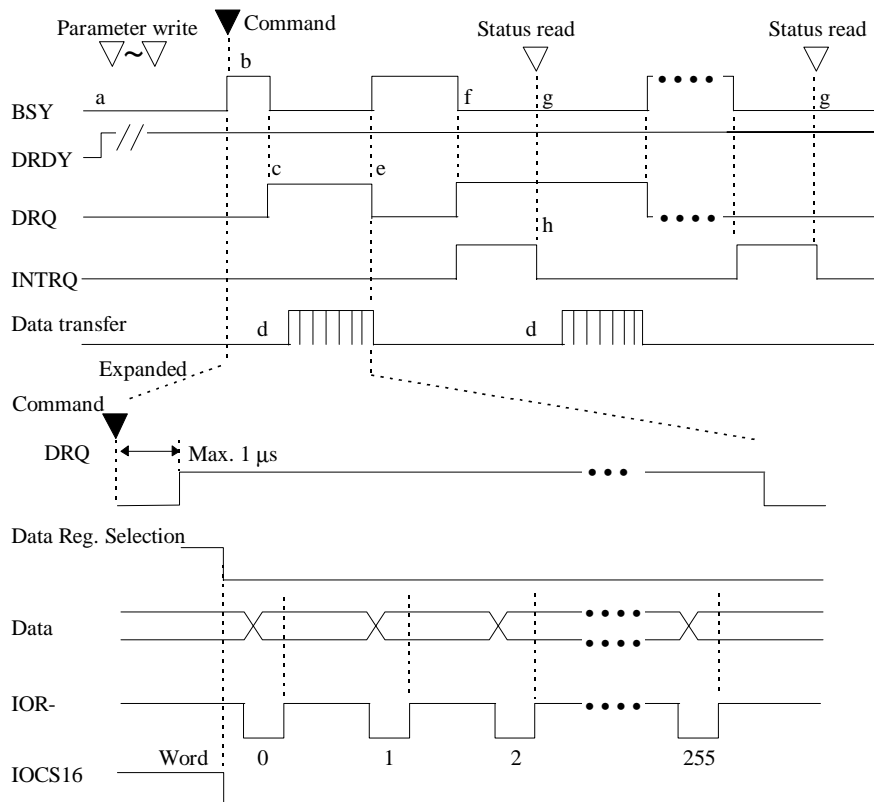 Parameter write
Command
Status read
Status read
~
b
a
f
g
g
BSY
DRDY
c
e
DRQ
h
INTRQ
Data transfer
d
d
Expanded
Command
DRQ
Max. 1 μs
Data Reg. Selection
Data
IOR-
Word
0
1
2
255
IOCS16